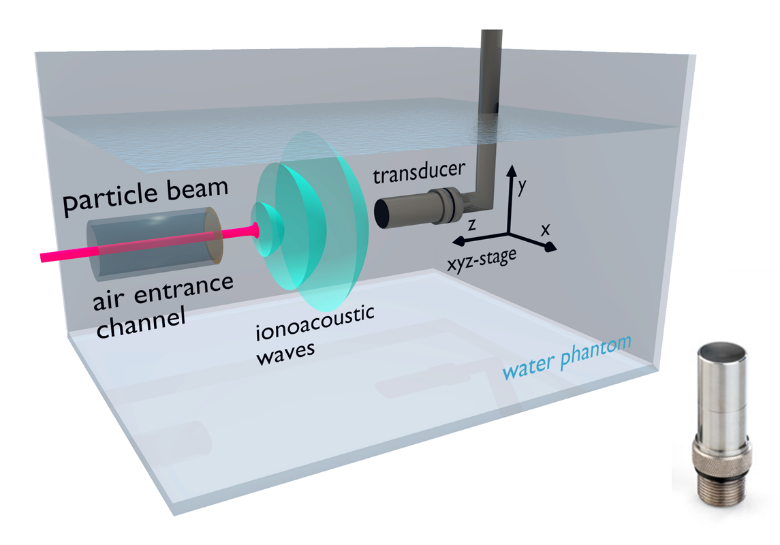 particle beam
transducer
y
z
x
xyz-stage
air entrance
channel
ionoacoustic
waves
water phantom